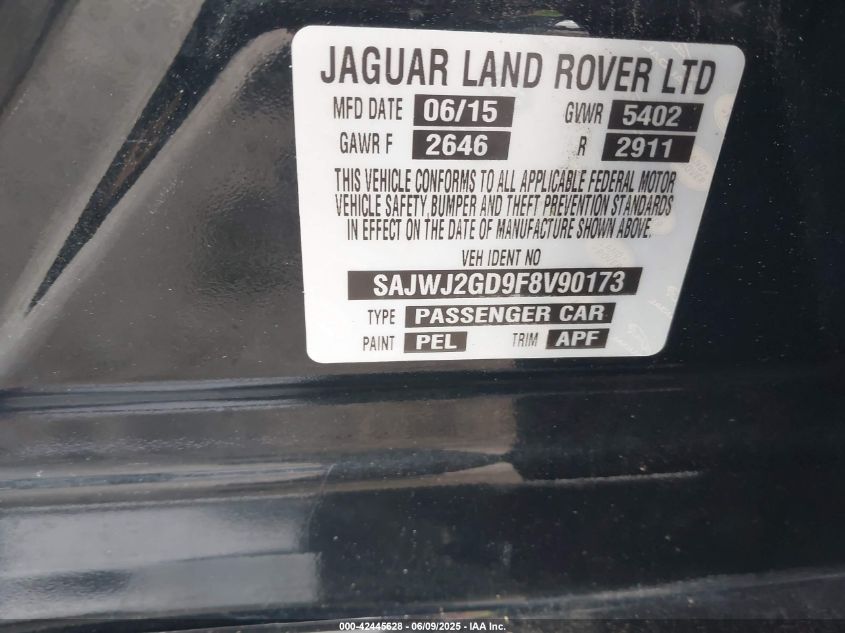 JAGUAR LAND ROVER LTD
MFD DATE 06/15 GVWR 5402
GAWR F 2646 R 2911
THIS VEHICLE CONFORMS TO ALL APPLICABLE FEDERAL MOTOR
VEHICLE SAFETY, BUMPER AND THEFT PREVENTION STANDARDS
IN EFFECT ON THE DATE OF MANUFACTURE SHOWN ABOVE.
VEH IDENT NO
SAJWJ2GD9F8V90173
TYPE PASSENGER CAR
PAINT PEL TRIM APF
000-42445628 - 06/09/2025 - IAA Inc.